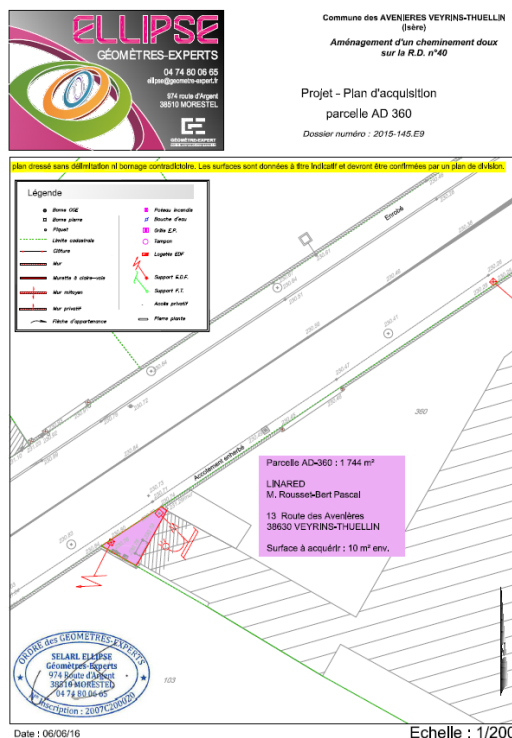 ELLIPSE
GÉOMÈTRES-EXPERTS
04 74 80 06 65
ellipse@geometre-expert.fr
974 route d'Argent
38510 MORESTEL
GE
GÉOMÈTRE-EXPERT
Commune des AVENIERES VEYRINS-THUELLIN
(Isère)
Aménagement d'un cheminement doux
sur la R.D. n°40
Projet - Plan d'acquisition
parcelle AD 360
Dossier numéro : 2015-145.E9
plan dressé sans délimitation ni bornage contradictoire. Les surfaces sont données à titre indicatif et devront être confirmées par un plan de division.
Légende
Borne OGE
Borne pierre
Piquet
Limite cadastrale
Clôture
Mur
Murette à claire-voie
Mur mitoyen
Mur privatif
Flèche d'appartenance
Poteau incendie
Bouche d'eau
Grille E.P.
Tampon
Logette EDF
Support E.D.F.
Support F.T.
Accès privatif
Pierre plante
Enrobé
Accotement enherbé
360
103
Parcelle AD-360 : 1 744 m²
LINARED
M. Rousset-Bert Pascal
13 Route des Avenières
38630 VEYRINS-THUELLIN
Surface à acquérir : 10 m² env.
ORDRE des GEOMETRES-EXPERTS
SELARL ELLIPSE
Géomètres-Experts
974 Route d'Argent
38510 MORESTEL
04 74 80 06 65
N° inscription : 2007C200020
Date : 06/06/16
Echelle : 1/200